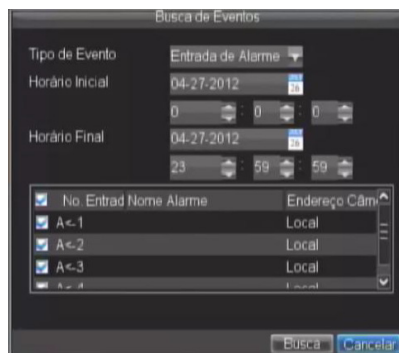 Busca de Eventos
Tipo de Evento Entrada de Alarme
Horário Inicial 04-27-2012
26
0 : 0 : 0
Horário Final 04-27-2012
26
23 : 59 : 59
No. Entrad Nome Alarme Endereço Câm
A<-1 Local
A<-2 Local
A<-3 Local
Busca Cancelar